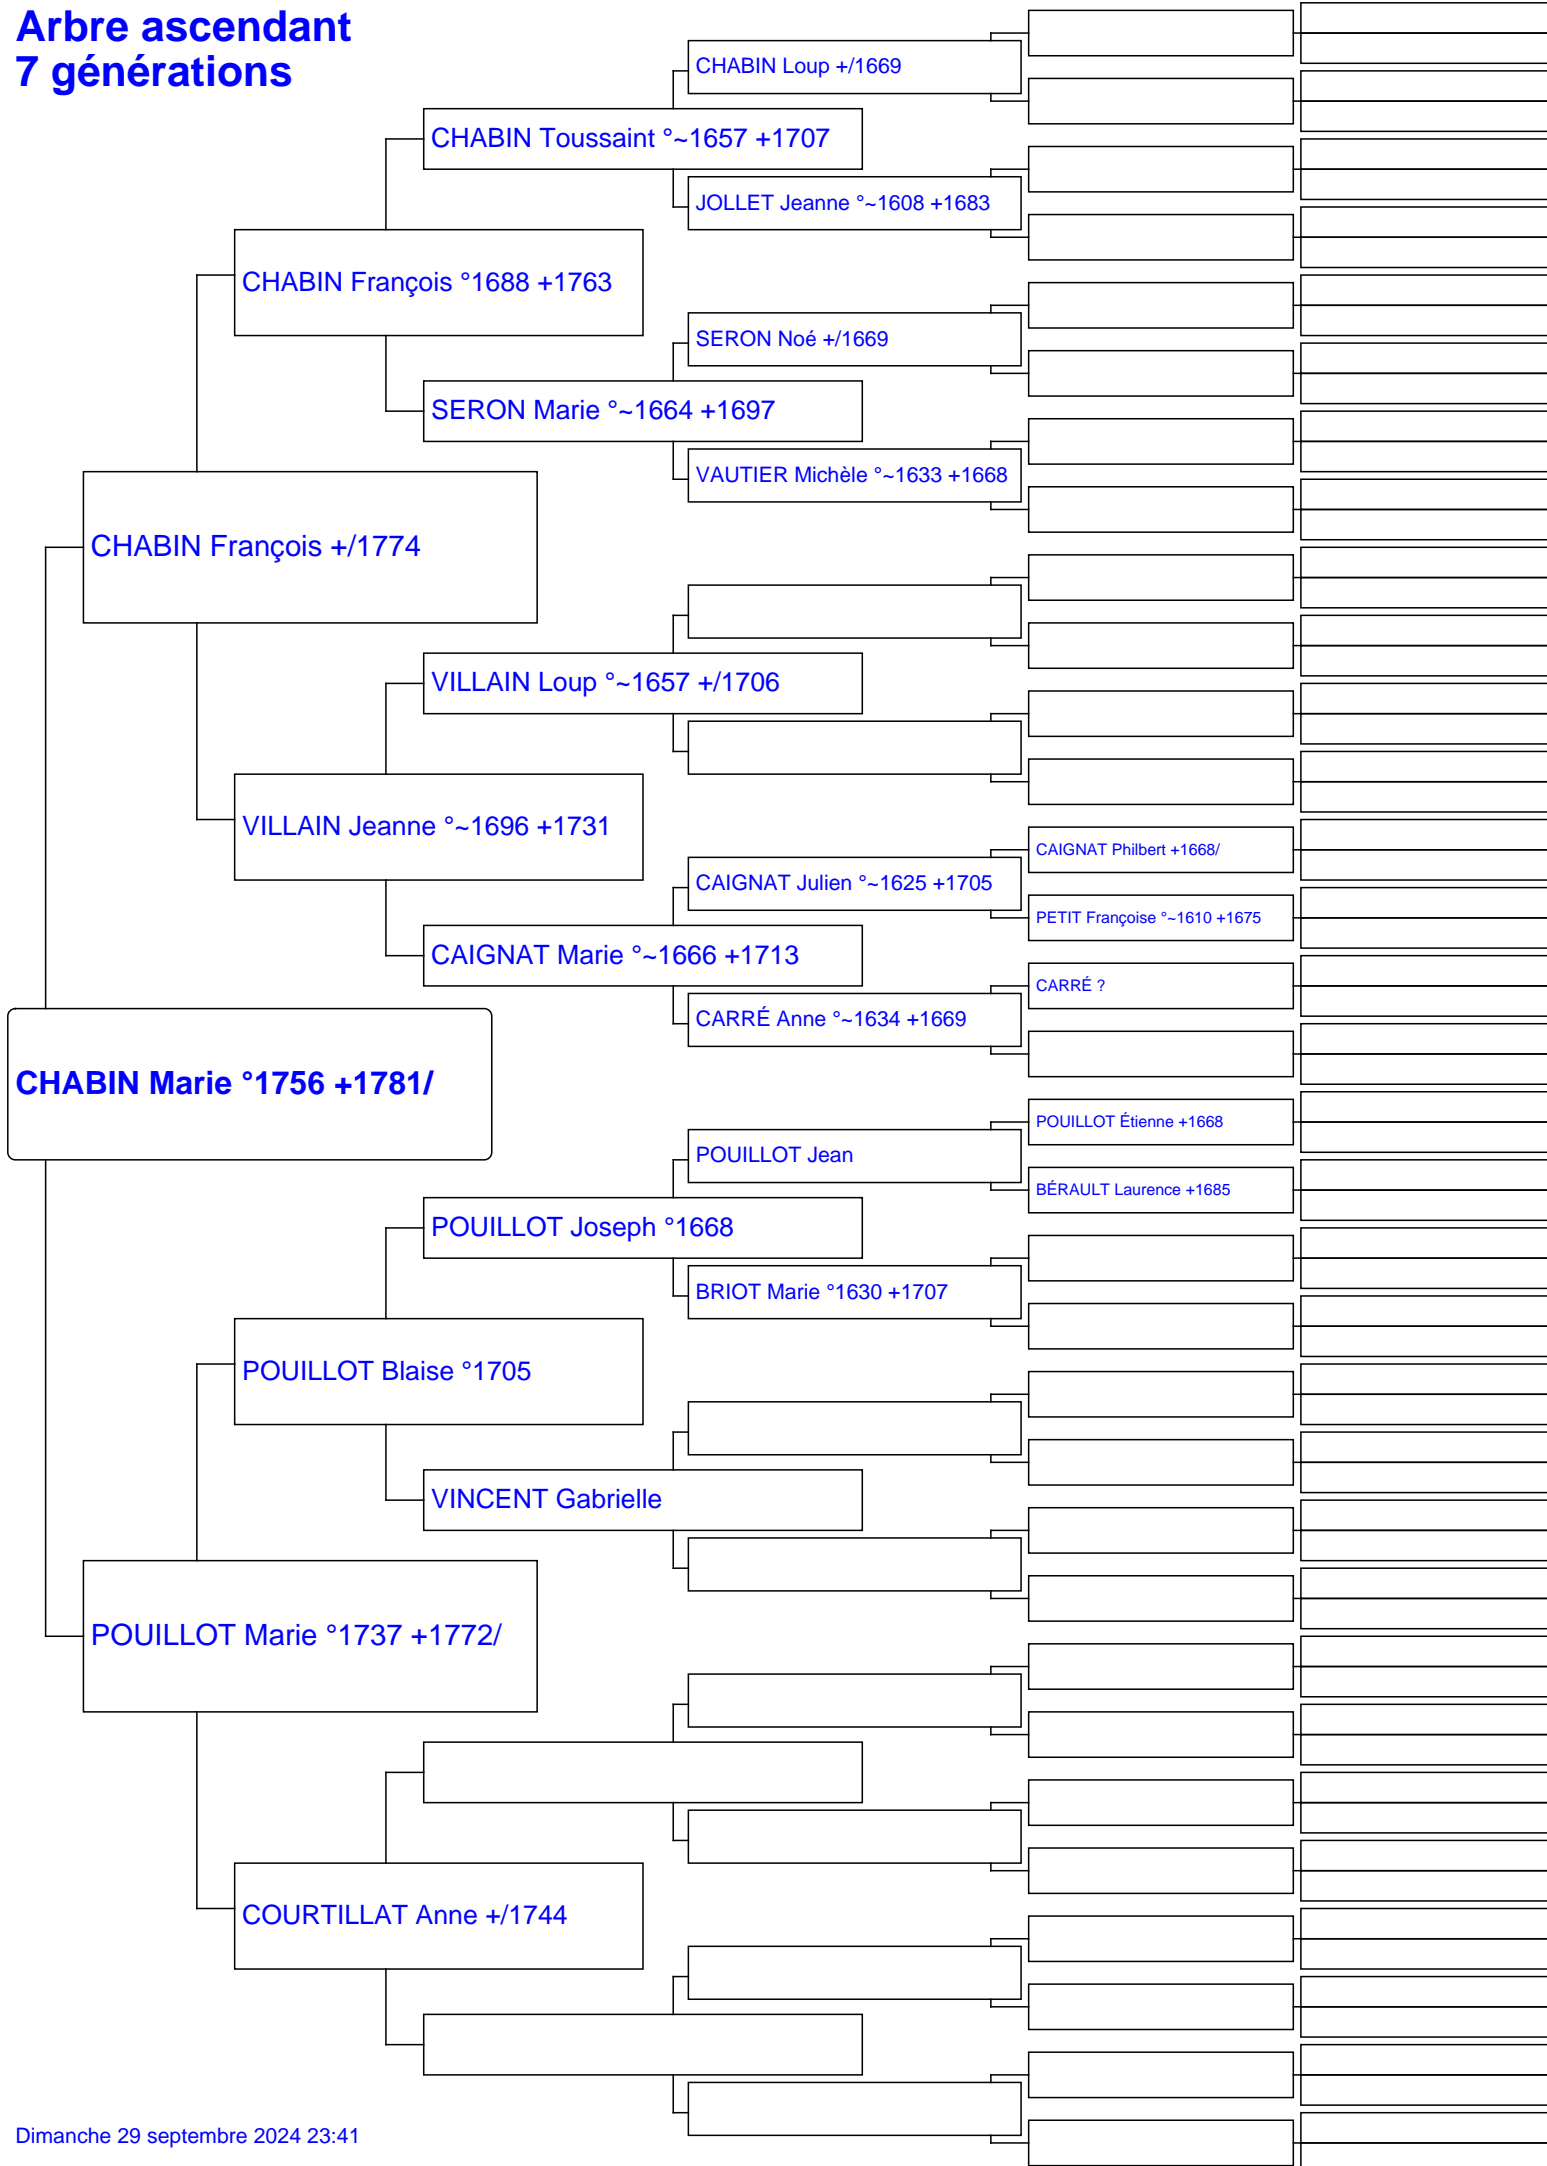 Arbre ascendant
7 générations
CHABIN Loup +/1669
CHABIN Toussaint °~1657 +1707
JOLLET Jeanne °~1608 +1683
CHABIN François °1688 +1763
SERON Noé +/1669
SERON Marie °~1664 +1697
VAUTIER Michèle °~1633 +1668
CHABIN François +/1774
VILLAIN Loup °~1657 +/1706
VILLAIN Jeanne °~1696 +1731
CAIGNAT Philbert +1668/
CAIGNAT Julien °~1625 +1705
PETIT Françoise °~1610 +1675
CAIGNAT Marie °~1666 +1713
CARRÉ ?
CARRÉ Anne °~1634 +1669
CHABIN Marie °1756 +1781/
POUILLOT Étienne +1668
POUILLOT Jean
BÉRAULT Laurence +1685
POUILLOT Joseph °1668
BRIOT Marie °1630 +1707
POUILLOT Blaise °1705
VINCENT Gabrielle
POUILLOT Marie °1737 +1772/
COURTILLAT Anne +/1744
Dimanche 29 septembre 2024 23:41